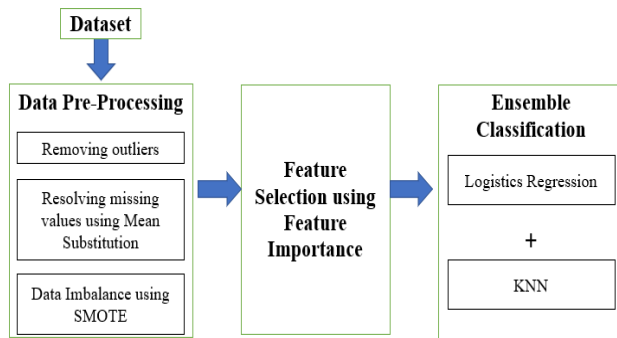 Dataset
Data Pre-Processing
Removing outliers
Resolving missing
values using Mean
Substitution
Data Imbalance using
SMOTE
Feature
Selection using
Feature
Importance
Ensemble
Classification
Logistics Regression
+
KNN